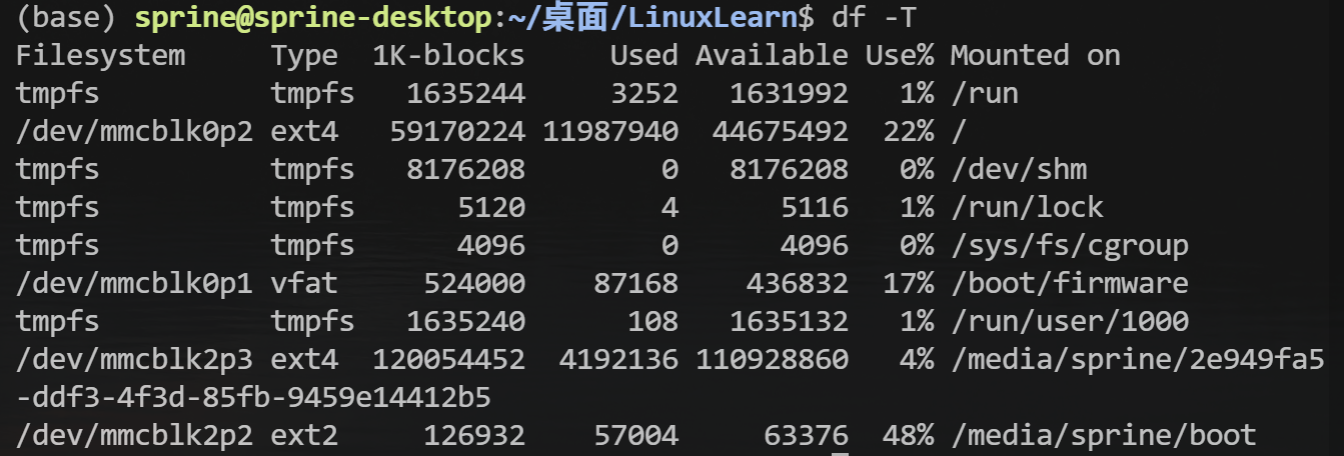 (base) sprine@sprine-desktop:~/桌面/LinuxLearn$ df -T
Filesystem     Type  1K-blocks     Used Available Use% Mounted on
tmpfs          tmpfs   1635244     3252   1631992   1% /run
/dev/mmcblk0p2 ext4   59170224 11987940  44675492  22% /
tmpfs          tmpfs   8176208        0   8176208   0% /dev/shm
tmpfs          tmpfs      5120        4      5116   1% /run/lock
tmpfs          tmpfs      4096        0      4096   0% /sys/fs/cgroup
/dev/mmcblk0p1 vfat     524000    87168    436832  17% /boot/firmware
tmpfs          tmpfs   1635240      108   1635132   1% /run/user/1000
/dev/mmcblk2p3 ext4  120054452  4192136 110928860   4% /media/sprine/2e949fa5
-ddf3-4f3d-85fb-9459e14412b5
/dev/mmcblk2p2 ext2     126932    57004     63376  48% /media/sprine/boot